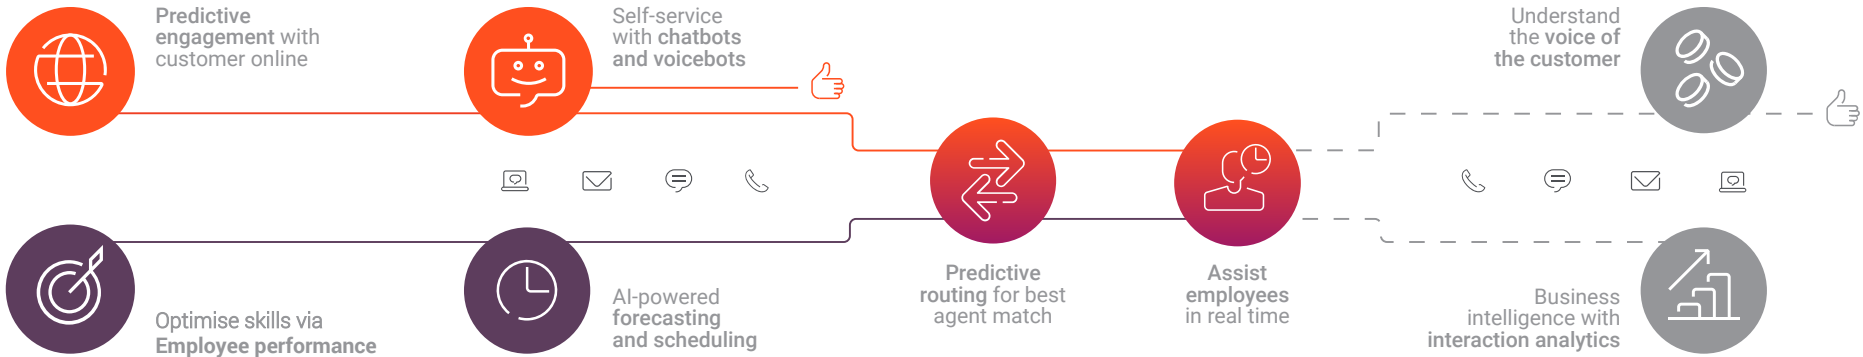 Predictive
engagement with
customer online
Self-service
with chatbots
and voicebots
Understand
the voice of
the customer
Optimise skills via
Employee performance
AI-powered
forecasting
and scheduling
Predictive
routing for best
agent match
Assist
employees
in real time
Business
intelligence with
interaction analytics